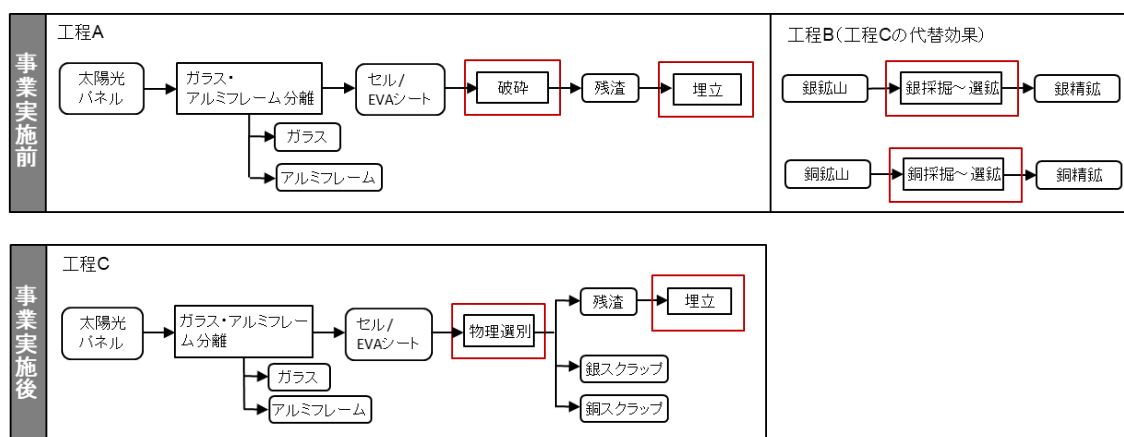 事業実施前
工程A
太陽光
パネル
ガラス・
アルミフレーム分離
セル/
EVAシート
破砕
残渣
埋立
ガラス
アルミフレーム
工程B(工程Cの代替効果)
銀鉱山
銀採掘～選鉱
銀精鉱
銅鉱山
銅採掘～選鉱
銅精鉱
事業実施後
工程C
太陽光
パネル
ガラス・アルミフレー
ム分離
セル/
EVAシート
物理選別
残渣
埋立
ガラス
アルミフレーム
銀スクラップ
銅スクラップ